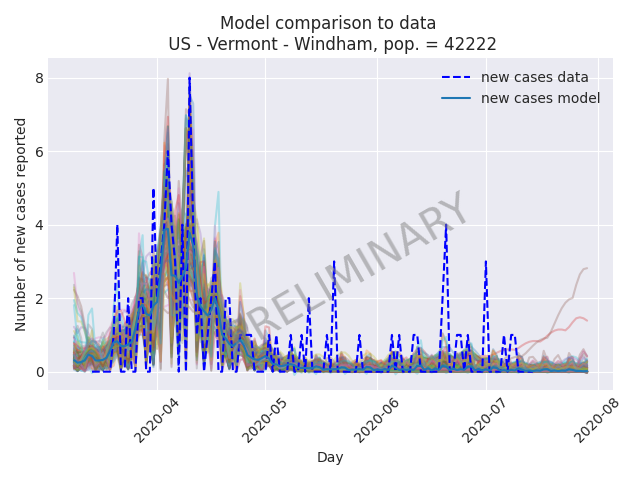 Model comparison to data
US - Vermont - Windham, pop. = 42222
new cases data
new cases model
PRELIMINARY
Number of new cases reported
8
6
4
2
0
2020-04
2020-05
2020-06
2020-07
2020-08
Day